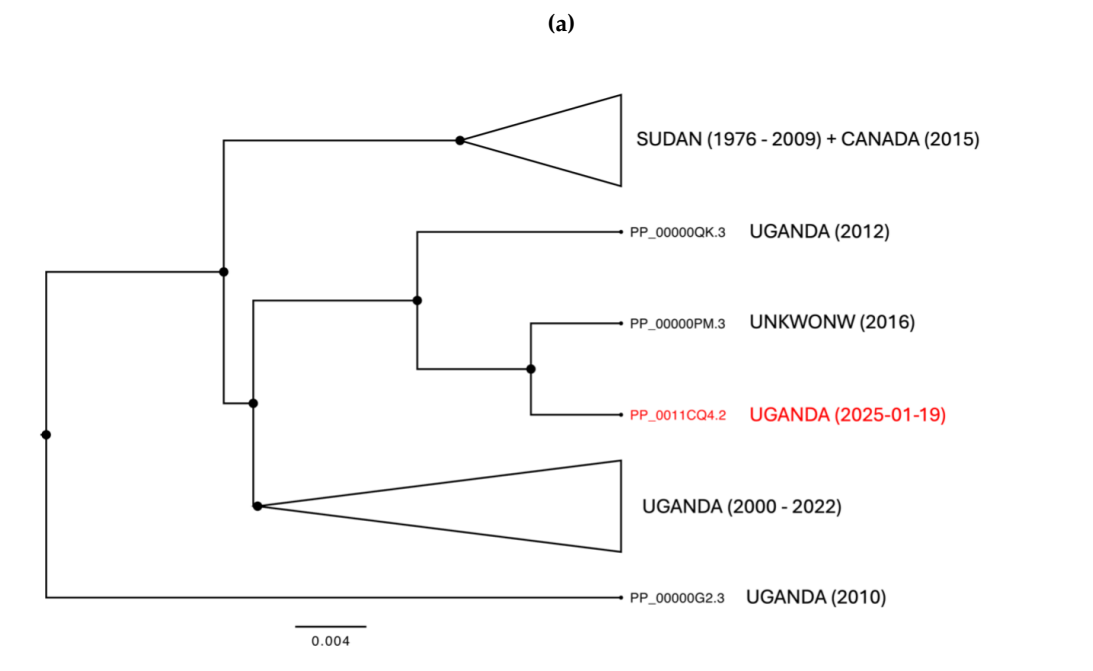 (a)
SUDAN (1976 - 2009) + CANADA (2015)
PP_00000QK.3 UGANDA (2012)
PP_00000PM.3 UNKWONW (2016)
PP_0011CQ4.2 UGANDA (2025-01-19)
UGANDA (2000 - 2022)
PP_00000G2.3 UGANDA (2010)
0.004